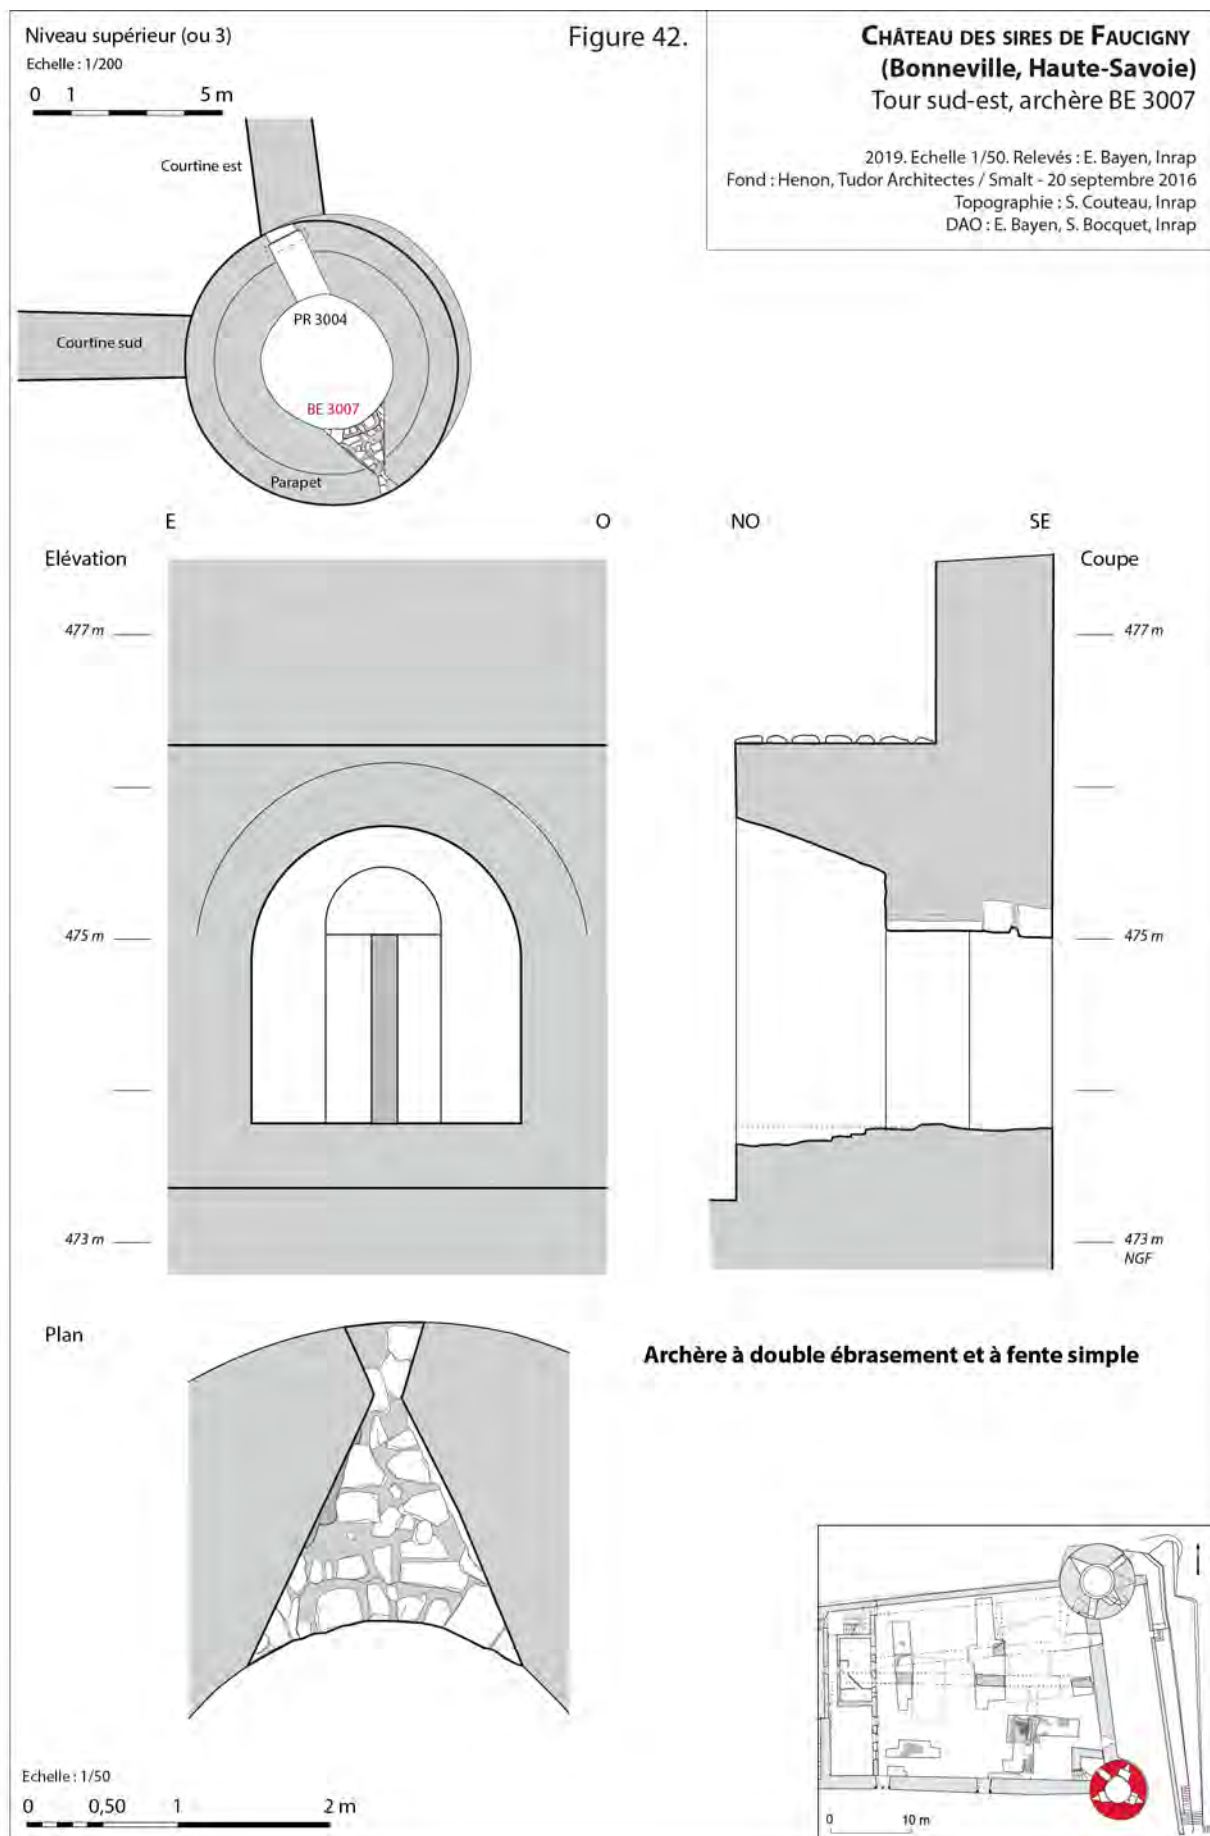 Niveau supérieur (ou 3)
Echelle : 1/200
0 1 5 m
Figure 42.
CHÂTEAU DES SIRES DE FAUCIGNY
(Bonneville, Haute-Savoie)
Tour sud-est, archère BE 3007
2019. Echelle 1/50. Relevés : E. Bayen, Inrap
Fond : Henon, Tudor Architectes / Smalt - 20 septembre 2016
Topographie : S. Couteau, Inrap
DAO : E. Bayen, S. Bocquet, Inrap
Courtine est
PR 3004
Courtine sud
BE 3007
Parapet
E O
NO SE
Elévation
Coupe
477 m
477 m
475 m
475 m
473 m
473 m
NGF
Plan
Archère à double ébrasement et à fente simple
Echelle : 1/50
0 0,50 1 2 m
0 10 m